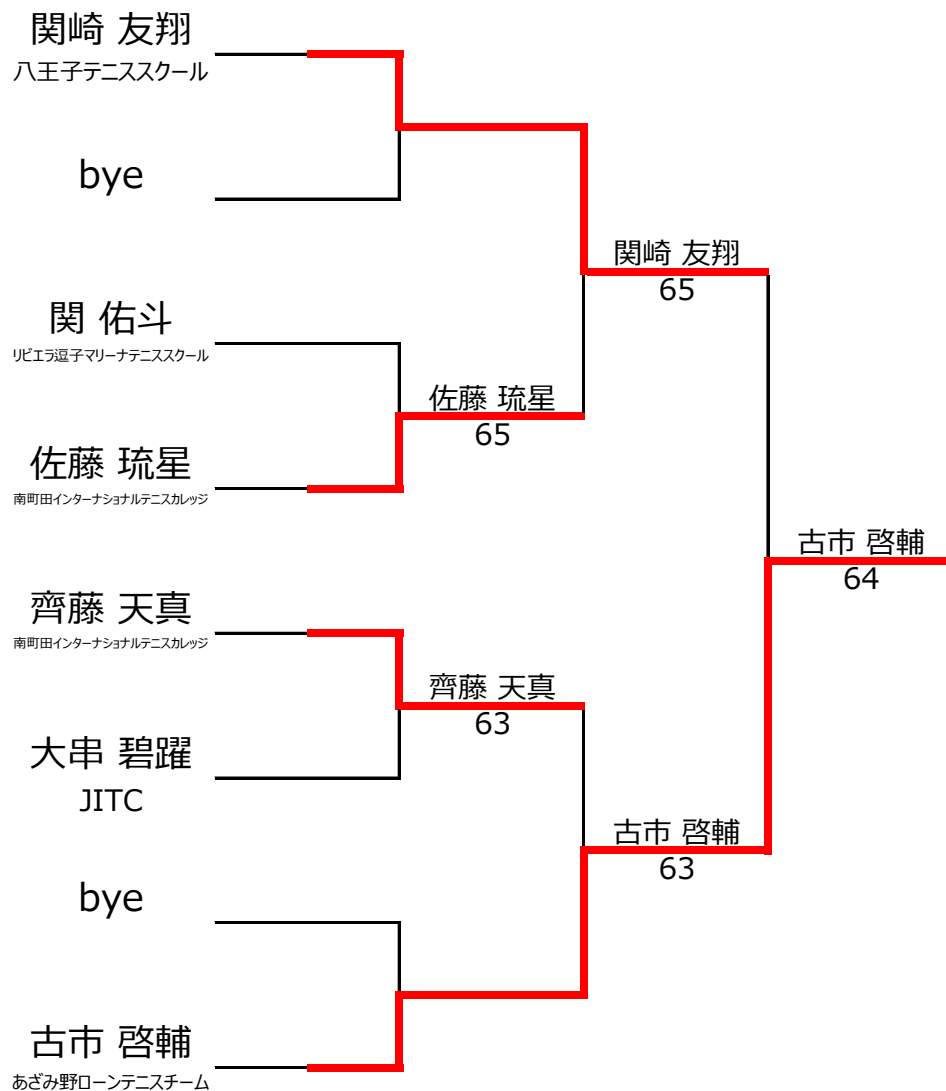 関崎 友翔
八王子テニススクール
bye
関崎 友翔
65
関 佑斗
リビエラ逗子マリーナテニススクール
佐藤 琉星
65
佐藤 琉星
南町田インターナショナルテニスカレッジ
古市 啓輔
64
齊藤 天真
南町田インターナショナルテニスカレッジ
齊藤 天真
63
大串 碧躍
JITC
古市 啓輔
63
bye
古市 啓輔
あざみ野ローンテニスチーム